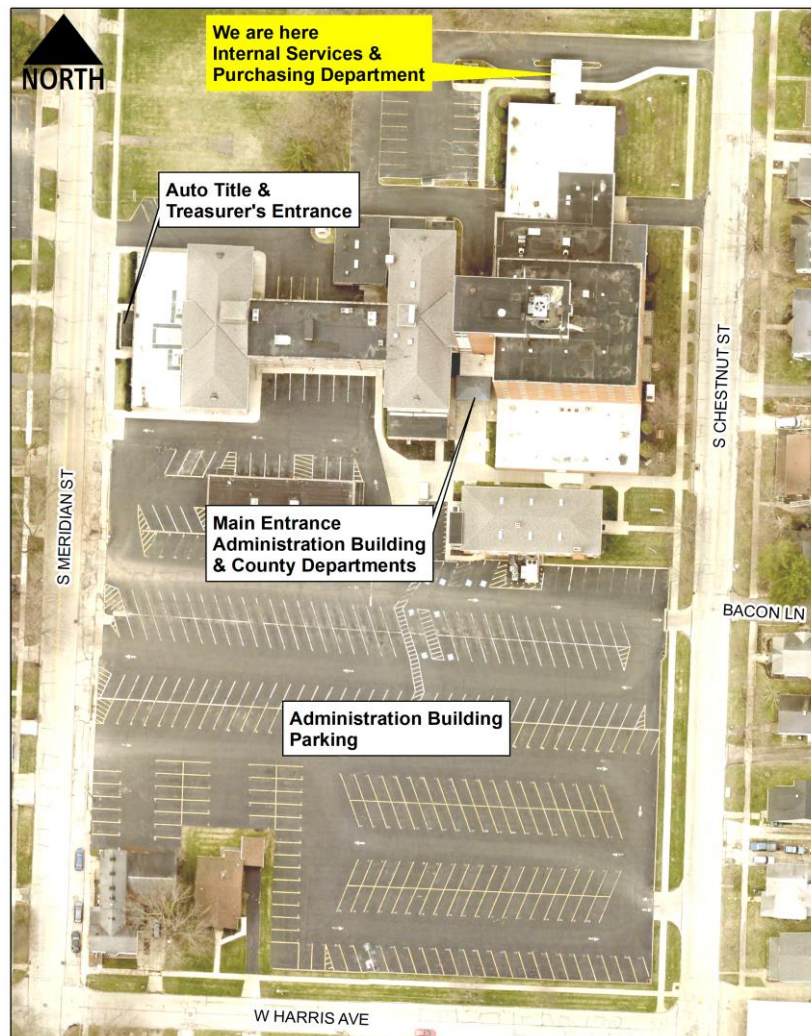 We are here
Internal Services &
Purchasing Department
NORTH
Auto Title &
Treasurer's Entrance
S CHESTNUT ST
S MERIDIAN ST
Main Entrance
Administration Building
& County Departments
BACON LN
Administration Building
Parking
W HARRIS AVE